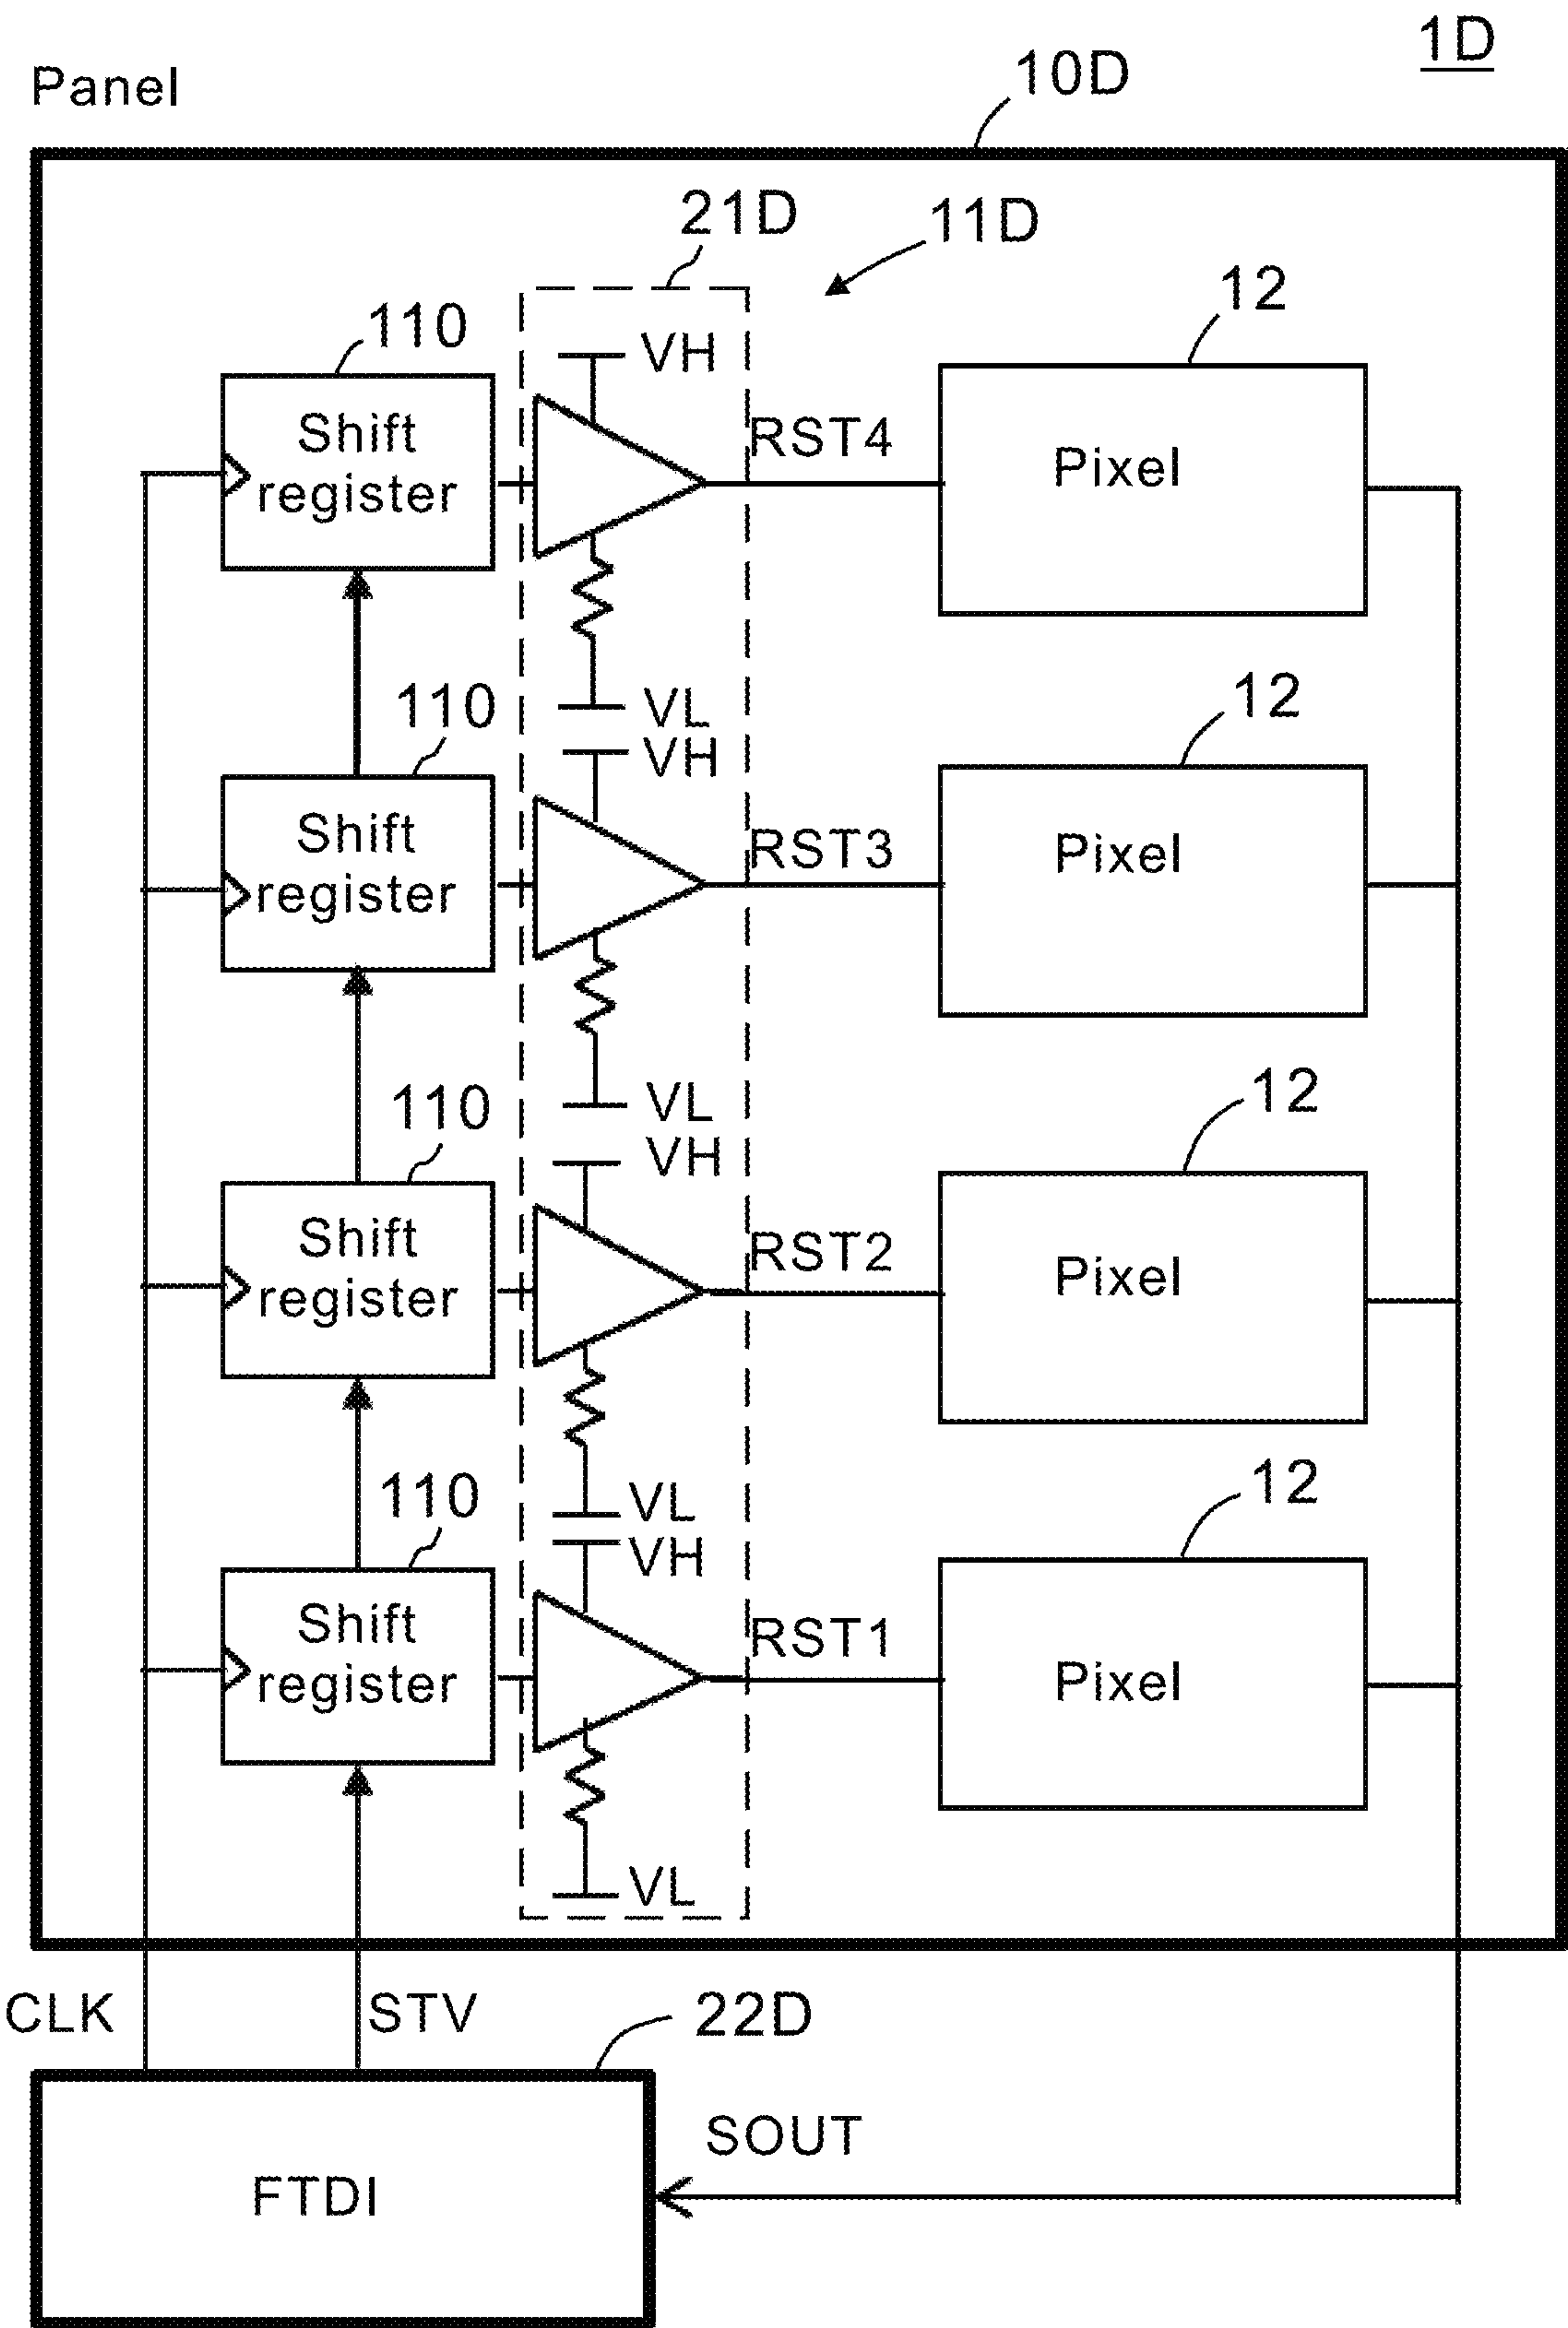 1D
Panel
10D
21D
11D
110
12
VH
Shift
register
RST4
Pixel
VL
110
12
VH
Shift
register
RST3
Pixel
VL
110
12
VH
Shift
register
RST2
Pixel
VL
110
12
VH
Shift
register
RST1
Pixel
VL
CLK
STV
22D
SOUT
FTDI